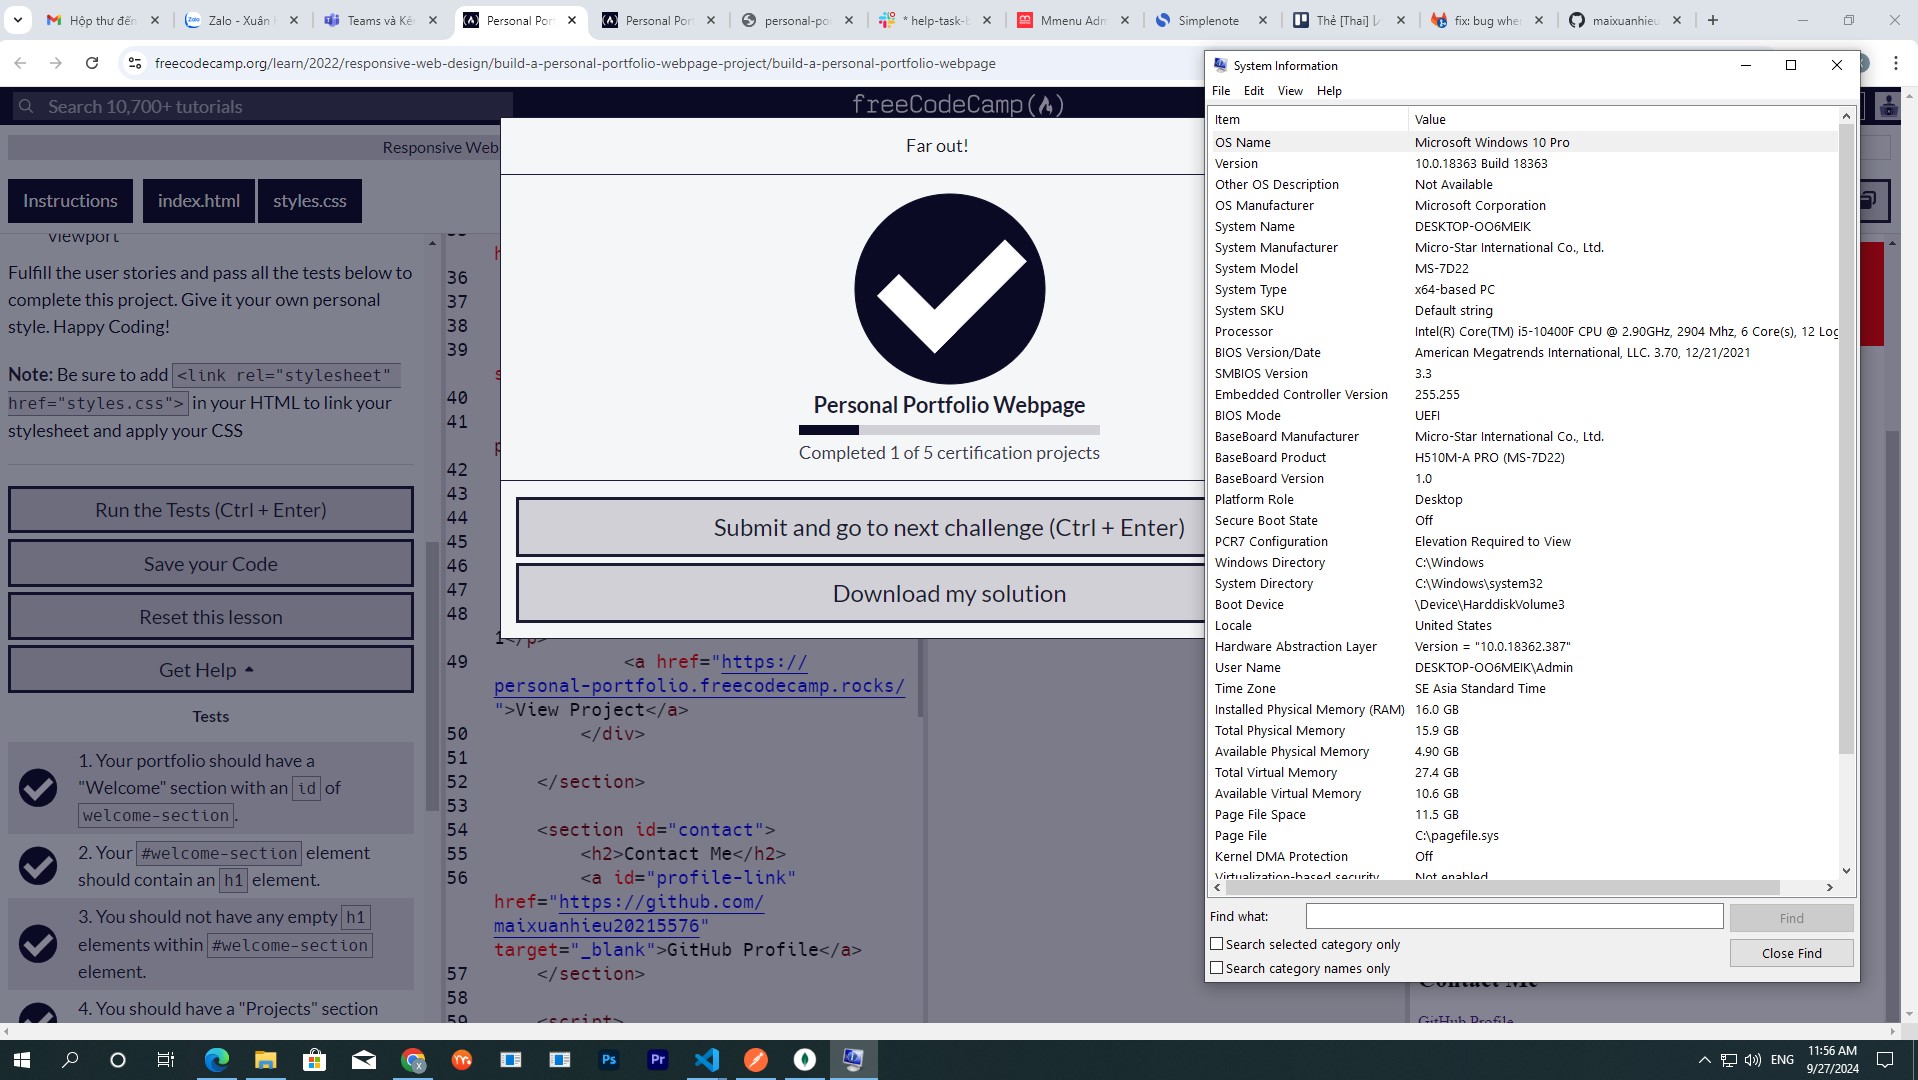 Hộp thư đến
Zalo - Xuân
Teams và Kê
Personal Por
Personal Por
personal-po
* help-task-b
Mmenu Adm
Simplenote
Thẻ [Thai]
fix: bug whe
maixuanhieu
freecodecamp.org/learn/2022/responsive-web-design/build-a-personal-portfolio-webpage-project/build-a-personal-portfolio-webpage
Search 10,700+ tutorials
freeCodeCamp
Responsive Web
Instructions
index.html
styles.css
viewport
Fulfill the user stories and pass all the tests below to
complete this project. Give it your own personal
style. Happy Coding!
Note: Be sure to add <link rel="stylesheet"
href="styles.css"> in your HTML to link your
stylesheet and apply your CSS
Run the Tests (Ctrl + Enter)
Save your Code
Reset this lesson
Get Help
Tests
1. Your portfolio should have a
"Welcome" section with an id of
welcome-section.
2. Your #welcome-section element
should contain an h1 element.
3. You should not have any empty h1
elements within #welcome-section
element.
4. You should have a "Projects" section
36
37
38
39
40
41
42
43
44
45
46
47
48
1</p>
49 <a href="https://
personal-portfolio.freecodecamp.rocks/
">View Project</a>
50 </div>
51
52 </section>
53
54 <section id="contact">
55 <h2>Contact Me</h2>
56 <a id="profile-link"
href="https://github.com/
maixuanhieu20215576"
target="_blank">GitHub Profile</a>
57 </section>
58
59 <script>
Far out!
Personal Portfolio Webpage
Completed 1 of 5 certification projects
Submit and go to next challenge (Ctrl + Enter)
Download my solution
System Information
File Edit View Help
Item Value
OS Name Microsoft Windows 10 Pro
Version 10.0.18363 Build 18363
Other OS Description Not Available
OS Manufacturer Microsoft Corporation
System Name DESKTOP-OO6MEIK
System Manufacturer Micro-Star International Co., Ltd.
System Model MS-7D22
System Type x64-based PC
System SKU Default string
Processor Intel(R) Core(TM) i5-10400F CPU @ 2.90GHz, 2904 Mhz, 6 Core(s), 12 Log
BIOS Version/Date American Megatrends International, LLC. 3.70, 12/21/2021
SMBIOS Version 3.3
Embedded Controller Version 255.255
BIOS Mode UEFI
BaseBoard Manufacturer Micro-Star International Co., Ltd.
BaseBoard Product H510M-A PRO (MS-7D22)
BaseBoard Version 1.0
Platform Role Desktop
Secure Boot State Off
PCR7 Configuration Elevation Required to View
Windows Directory C:\Windows
System Directory C:\Windows\system32
Boot Device \Device\HarddiskVolume3
Locale United States
Hardware Abstraction Layer Version = "10.0.18362.387"
User Name DESKTOP-OO6MEIK\Admin
Time Zone SE Asia Standard Time
Installed Physical Memory (RAM) 16.0 GB
Total Physical Memory 15.9 GB
Available Physical Memory 4.90 GB
Total Virtual Memory 27.4 GB
Available Virtual Memory 10.6 GB
Page File Space 11.5 GB
Page File C:\pagefile.sys
Kernel DMA Protection Off
Virtualization-based security Not enabled
Find what:
Find
Search selected category only
Close Find
Search category names only
Contact Me
GitHub Profile
ENG
11:56 AM
9/27/2024